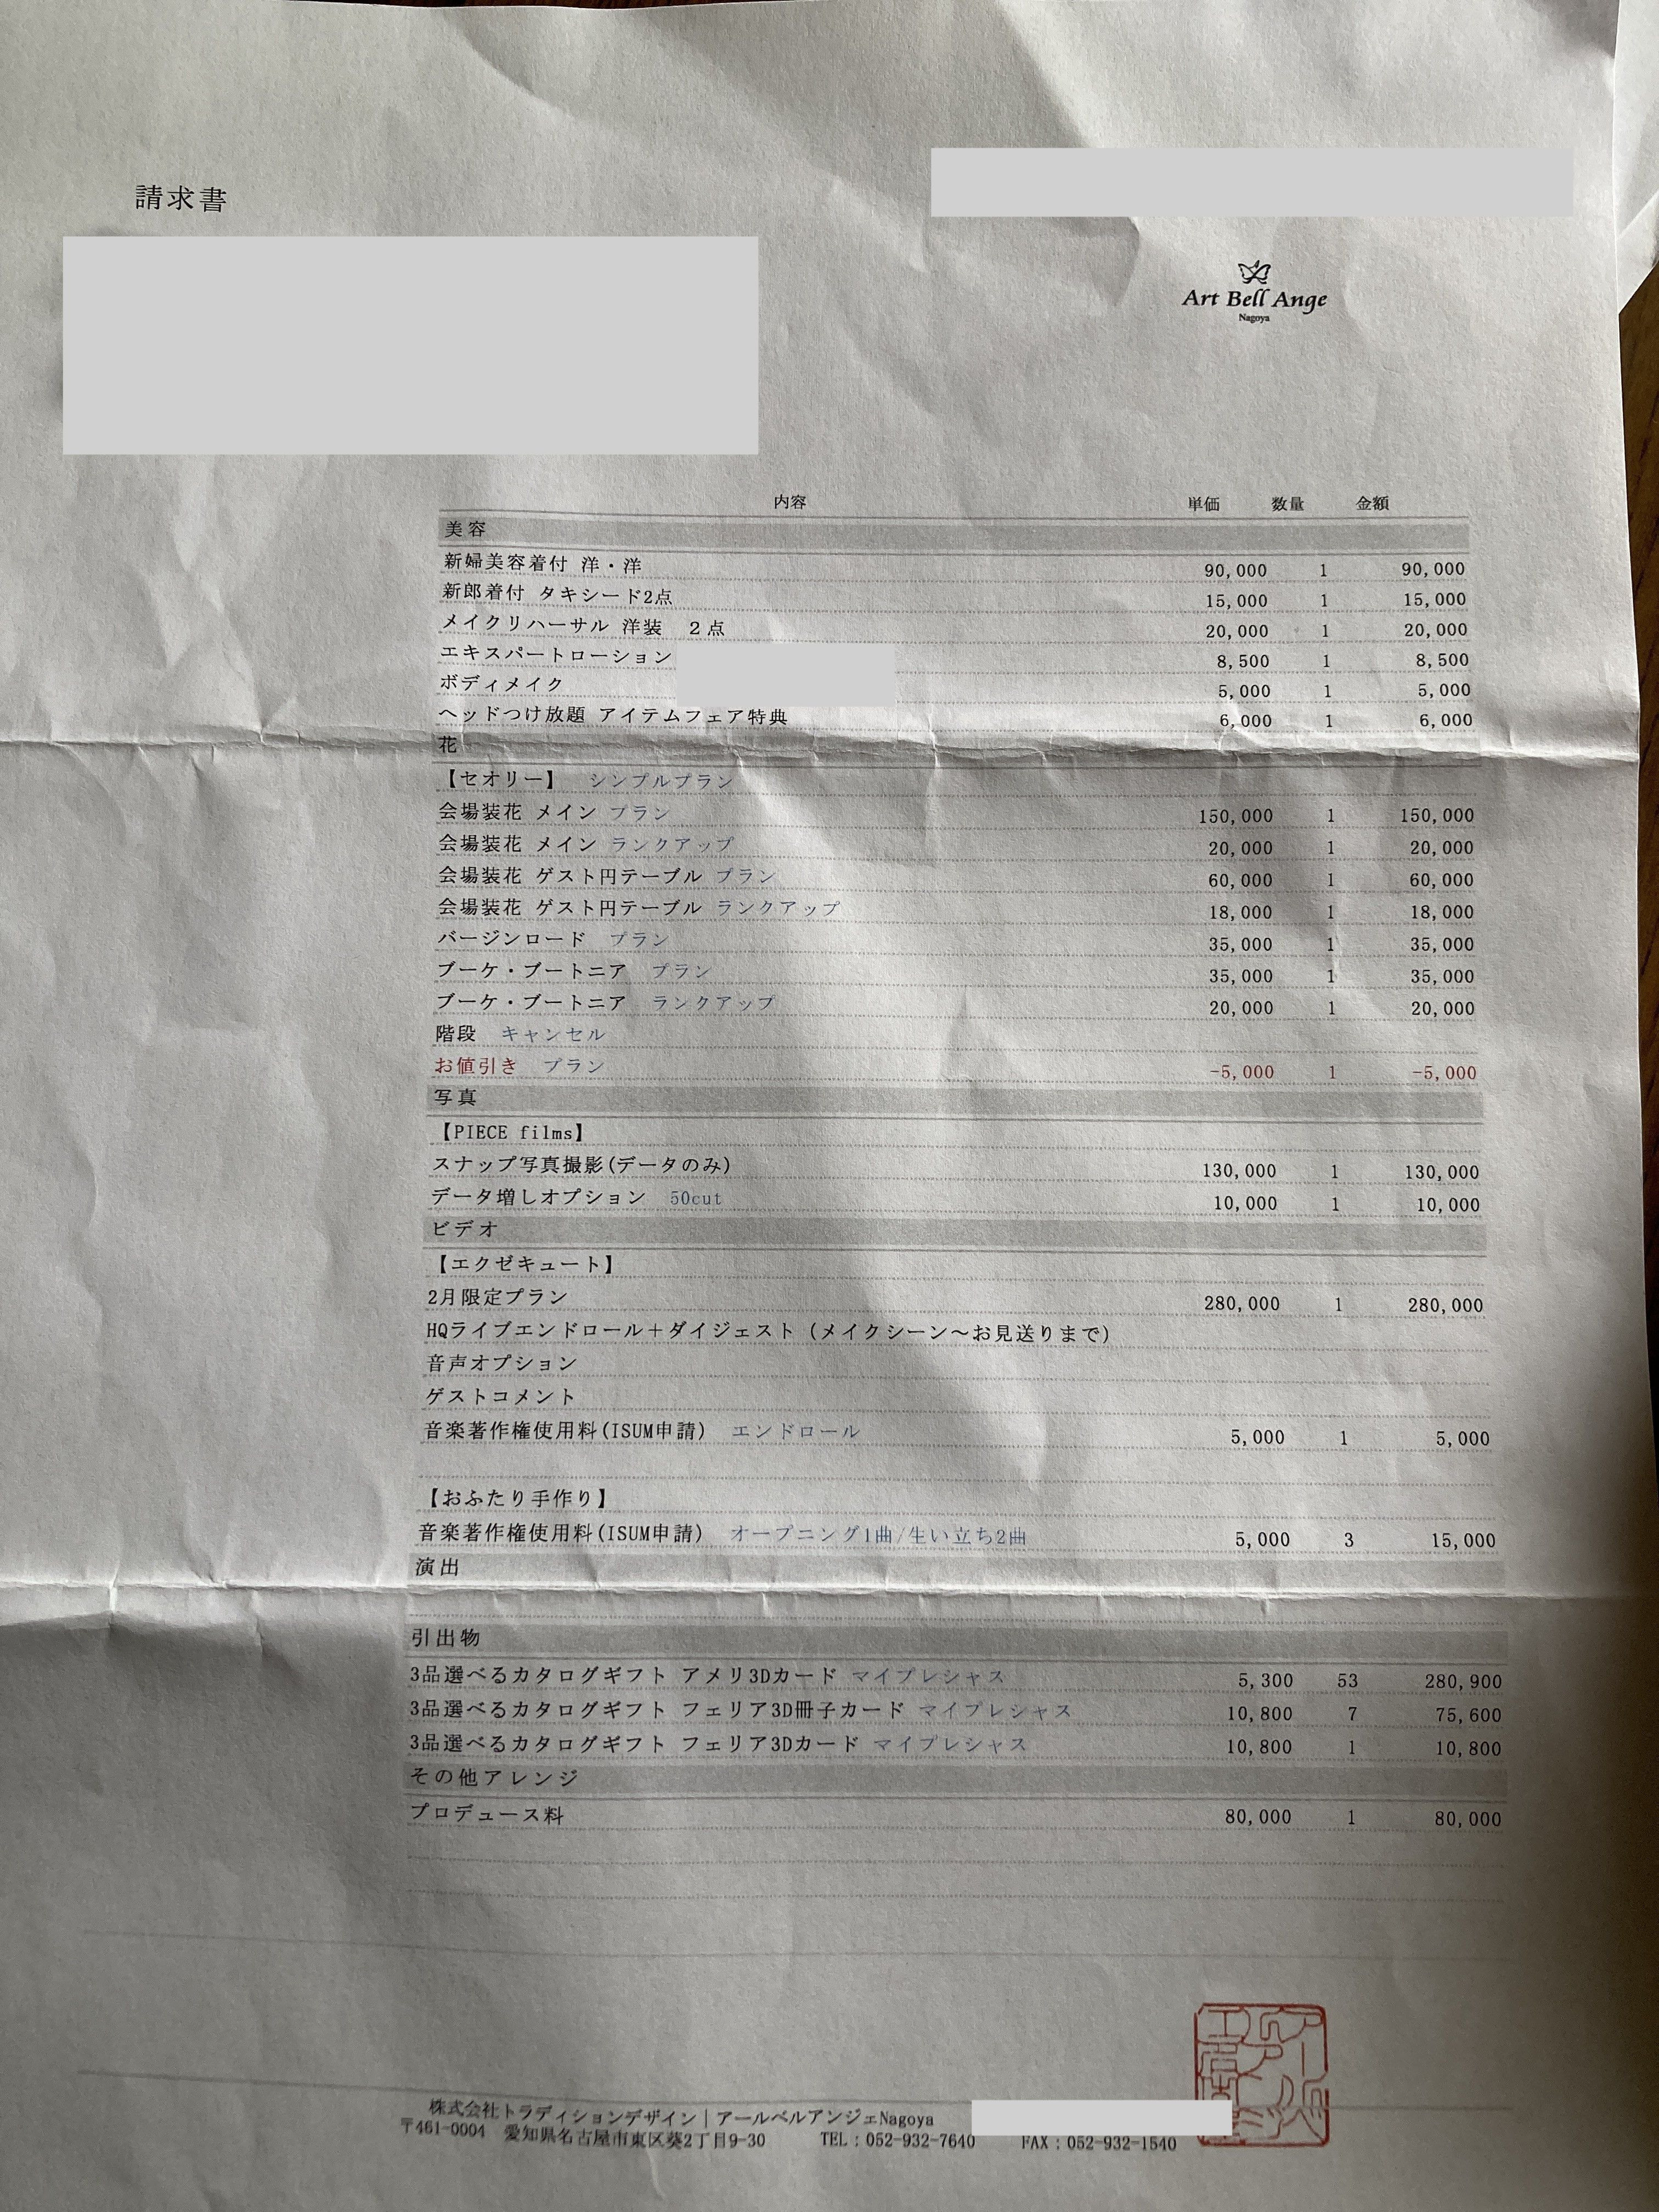 請求書
Art Bell Ange
Nagoya
内容 単価 数量 金額
美容
新婦美容着付 洋・洋 90,000 1 90,000
新郎着付 タキシード2点 15,000 1 15,000
メイクリハーサル 洋装 2点 20,000 1 20,000
エキスパートローション 8,500 1 8,500
ボディメイク 5,000 1 5,000
ヘッドつけ放題 アイテムフェア特典 6,000 1 6,000
花
【セオリー】 シンプルプラン
会場装花 メイン プラン 150,000 1 150,000
会場装花 メイン ランクアップ 20,000 1 20,000
会場装花 ゲスト円テーブル プラン 60,000 1 60,000
会場装花 ゲスト円テーブル ランクアップ 18,000 1 18,000
バージンロード プラン 35,000 1 35,000
ブーケ・ブートニア プラン 35,000 1 35,000
ブーケ・ブートニア ランクアップ 20,000 1 20,000
階段 キャンセル
お値引き プラン -5,000 1 -5,000
写真
【PIECE films】
スナップ写真撮影(データのみ) 130,000 1 130,000
データ増しオプション 50cut 10,000 1 10,000
ビデオ
【エクゼキュート】
2月限定プラン 280,000 1 280,000
HQライブエンドロール＋ダイジェスト（メイクシーン～お見送りまで）
音声オプション
ゲストコメント
音楽著作権使用料(ISUM申請) エンドロール 5,000 1 5,000
【おふたり手作り】
音楽著作権使用料(ISUM申請) オープニング1曲/生い立ち2曲 5,000 3 15,000
演出
引出物
3品選べるカタログギフト アメリ3Dカード マイプレシャス 5,300 53 280,900
3品選べるカタログギフト フェリア3D冊子カード マイプレシャス 10,800 7 75,600
3品選べるカタログギフト フェリア3Dカード マイプレシャス 10,800 1 10,800
その他アレンジ
プロデュース料 80,000 1 80,000
株式会社トラディションデザイン｜アールベルアンジェNagoya
〒461-0004 愛知県名古屋市東区葵2丁目9-30 TEL：052-932-7640 FAX：052-932-1540